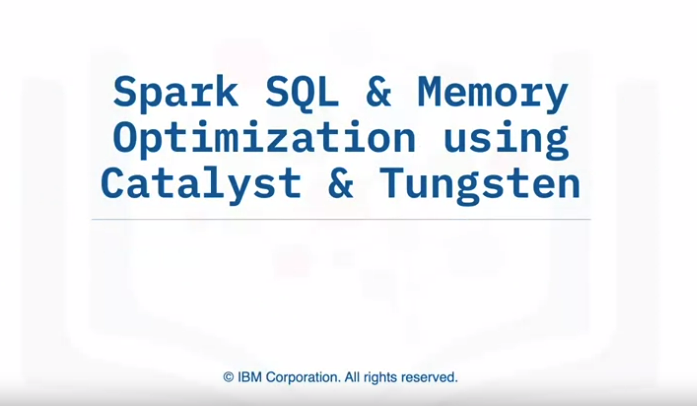 Spark SQL & Memory
Optimization using
Catalyst & Tungsten
© IBM Corporation. All rights reserved.